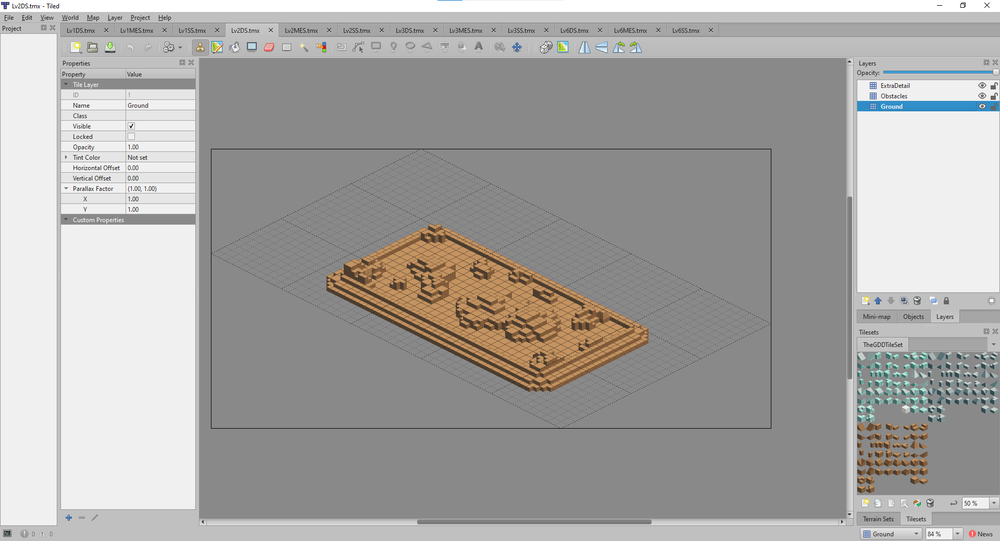 Lv2DS.tmx - Tiled
File Edit View World Map Layer Project Help
Project
Lv1DS.tmx Lv1MES.tmx Lv1SS.tmx Lv2DS.tmx Lv2MES.tmx Lv2SS.tmx Lv3DS.tmx Lv3MES.tmx Lv3SS.tmx Lv6DS.tmx Lv6MES.tmx Lv6SS.tmx
Properties
Property Value
Tile Layer
ID 1
Name Ground
Class
Visible
Locked
Opacity 1.00
Tint Color Not set
Horizontal Offset 0.00
Vertical Offset 0.00
Parallax Factor (1.00, 1.00)
X 1.00
Y 1.00
Custom Properties
Layers
Opacity:
ExtraDetail
Obstacles
Ground
Mini-map Objects Layers
Tilesets
TheGDDTileSet
50 %
Terrain Sets Tilesets
0 0
Ground 84 % News